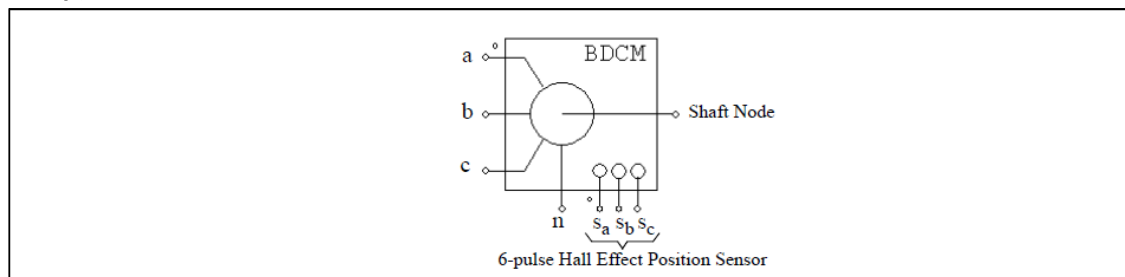 BDCM
a
b
Shaft Node
c
n sa sb sc
6-pulse Hall Effect Position Sensor